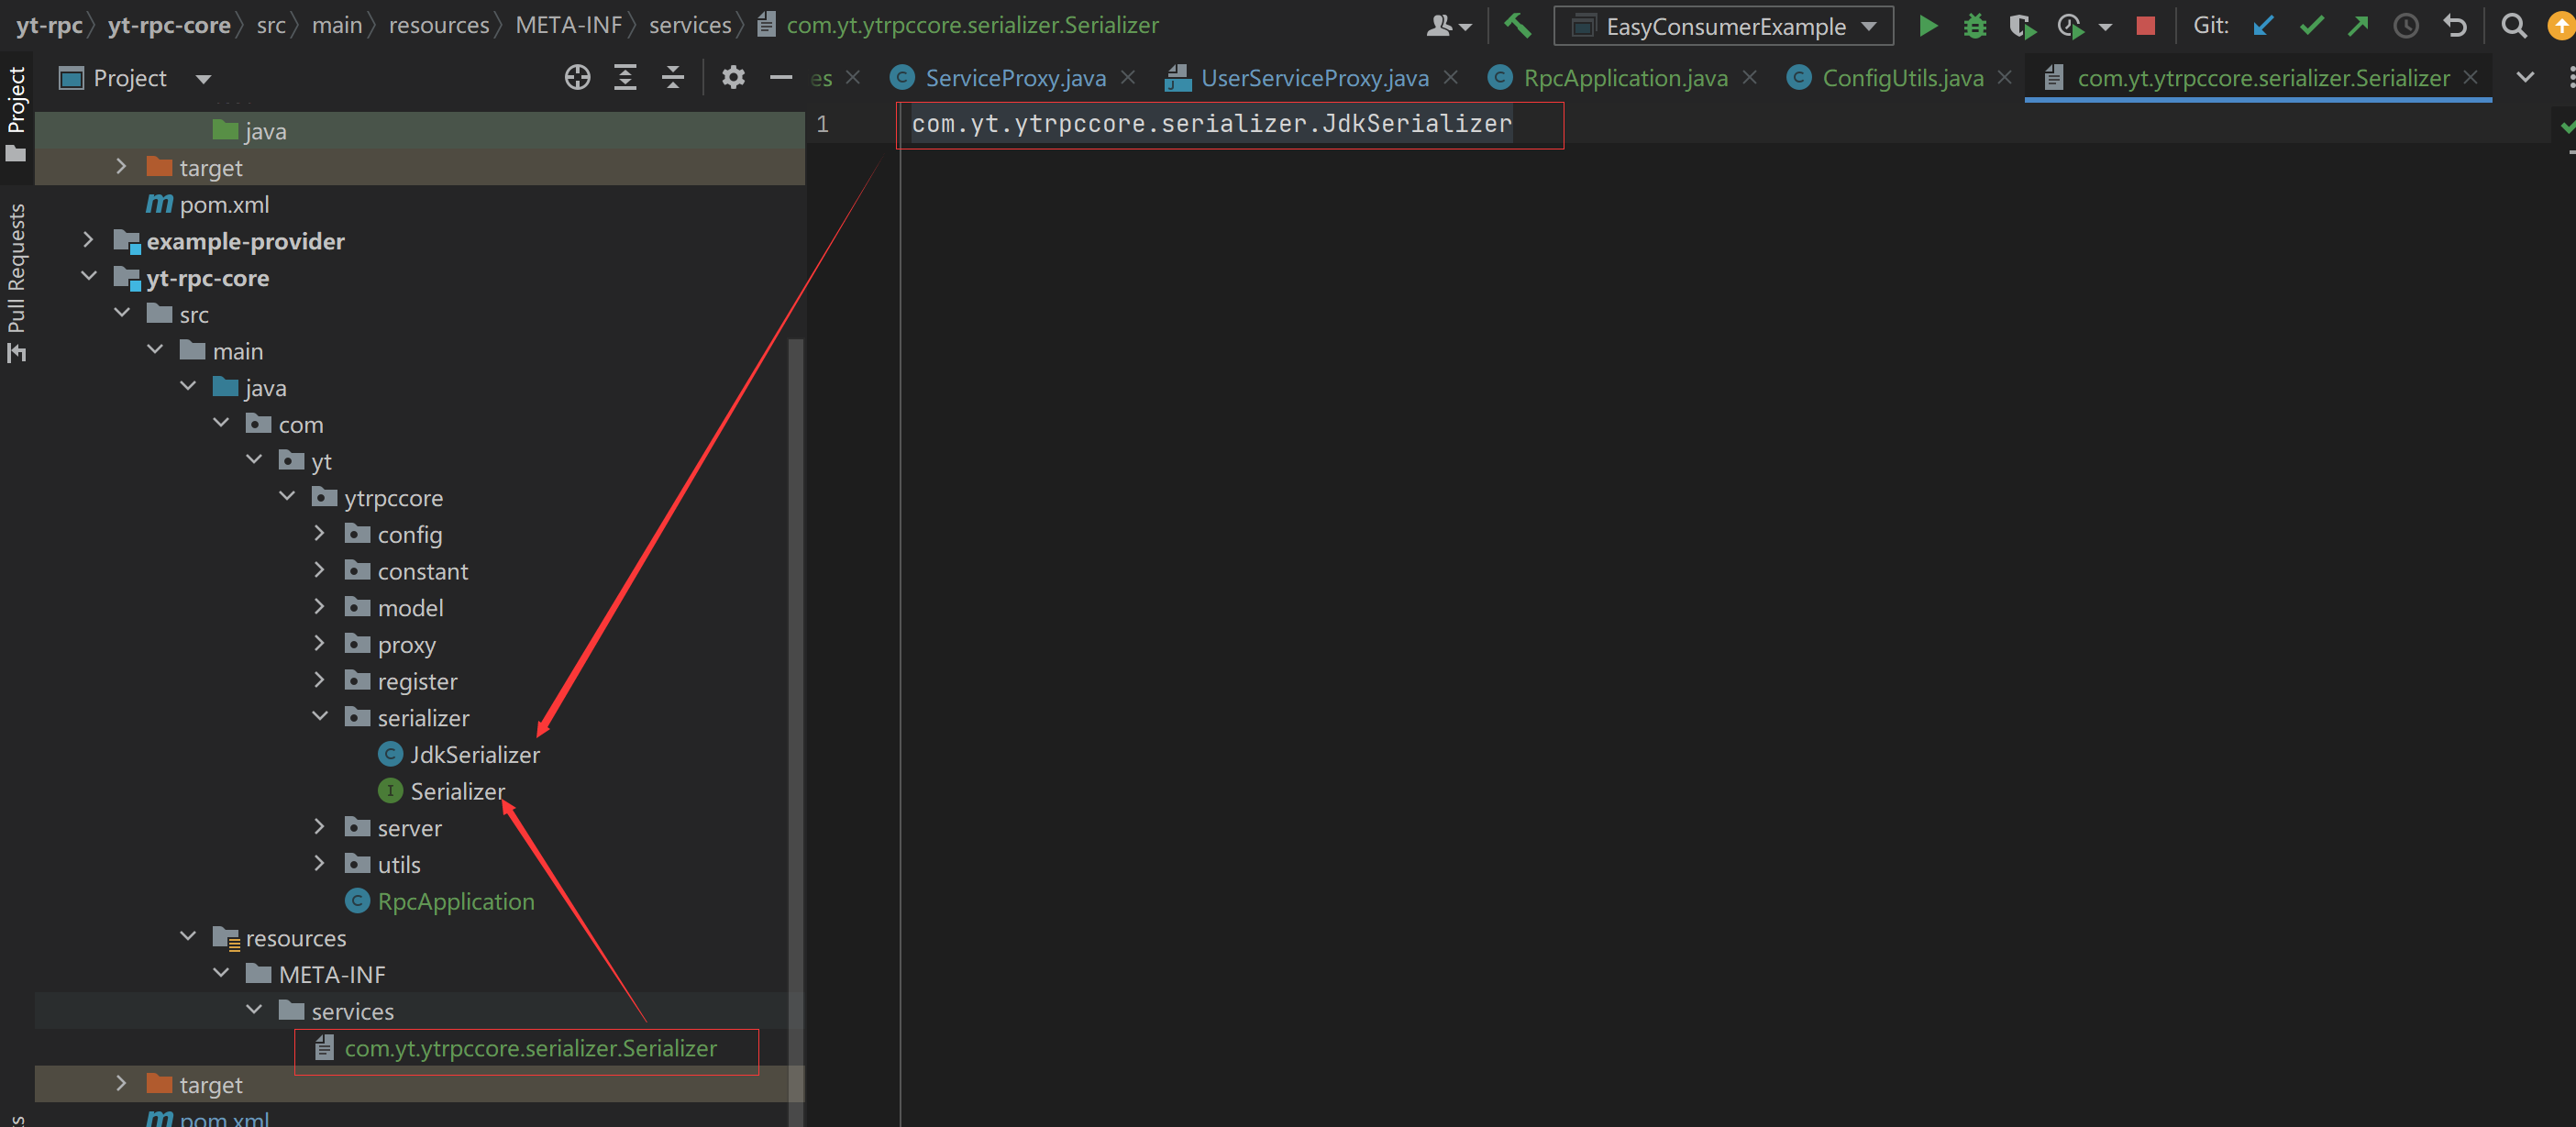 yt-rpc yt-rpc-core src main resources META-INF services com.yt.ytrpccore.serializer.Serializer EasyConsumerExample Git:
Project es ServiceProxy.java UserServiceProxy.java RpcApplication.java ConfigUtils.java com.yt.ytrpccore.serializer.Serializer
Project
Pull Requests
java
target
pom.xml
example-provider
yt-rpc-core
src
main
java
com
yt
ytrpccore
config
constant
model
proxy
register
serializer
JdkSerializer
Serializer
server
utils
RpcApplication
resources
META-INF
services
com.yt.ytrpccore.serializer.Serializer
target
pom.xml
1 com.yt.ytrpccore.serializer.JdkSerializer